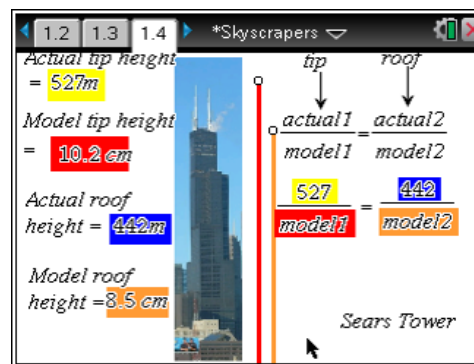 1.2 1.3 1.4 *Skyscrapers
Actual tip height
= 527m
Model tip height
= 10.2 cm
Actual roof
height = 442m
Model roof
height =8.5 cm
tip roof
actual1 = actual2
model1 model2
527 = 442
model1 model2
Sears Tower